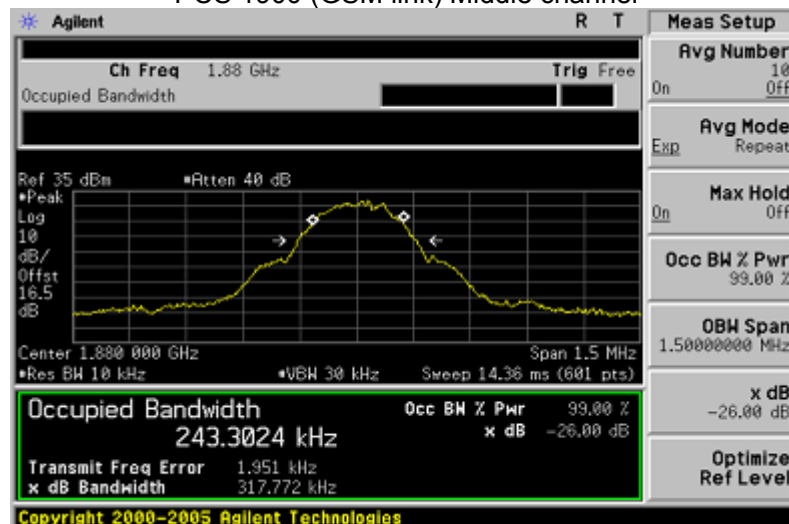 PCS 1900 (GSM link) Middle channel
Agilent
R T
Meas Setup
Ch Freq 1.88 GHz
Trig Free
Occupied Bandwidth
Avg Number
10
On Off
Avg Mode
Exp Repeat
Max Hold
On Off
Occ BW % Pwr
99.00 %
OBW Span
1.50000000 MHz
x dB
-26.00 dB
Optimize
Ref Level
Ref 35 dBm
*Atten 40 dB
*Peak
Log
10
dB/
Offst
16.5
dB
Center 1.880 000 GHz
Span 1.5 MHz
*Res BW 10 kHz
*VBW 30 kHz
Sweep 14.36 ms (601 pts)
Occupied Bandwidth
243.3024 kHz
Occ BW % Pwr 99.00 %
x dB -26.00 dB
Transmit Freq Error 1.951 kHz
x dB Bandwidth 317.772 kHz
Copyright 2000-2005 Agilent Technologies